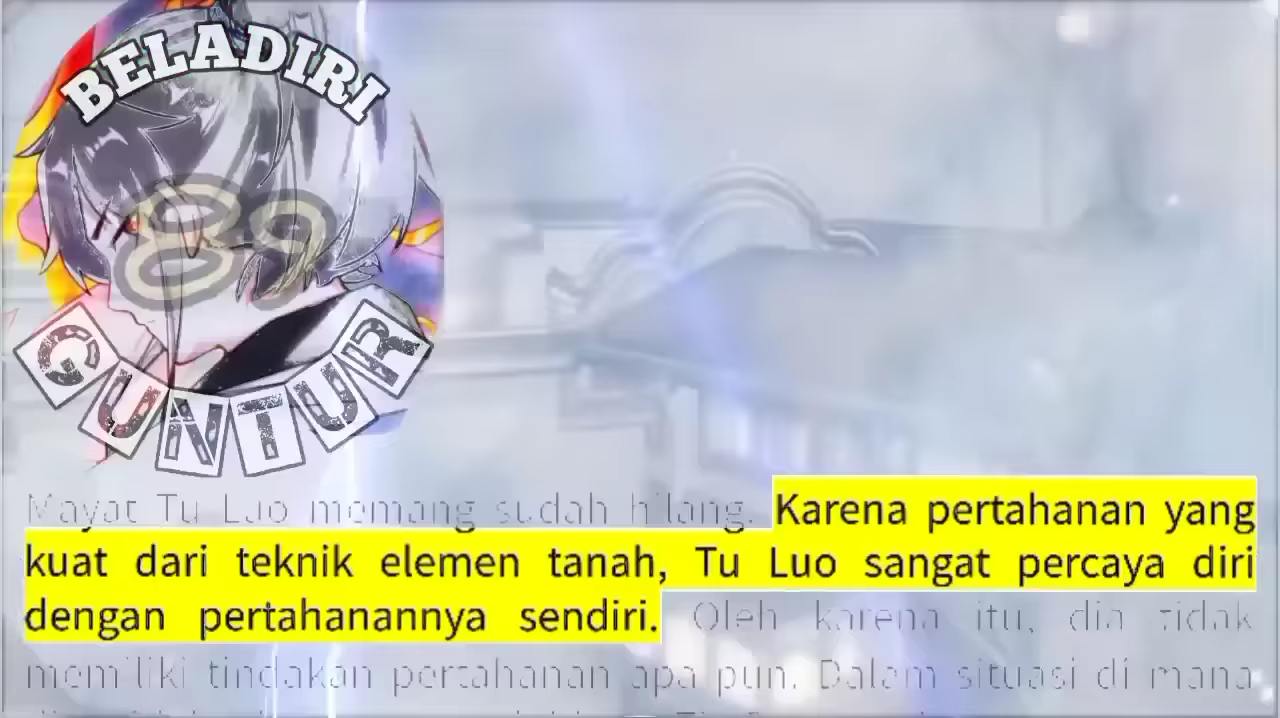 BELADIRI
89
GUNTUR
Mayat Tu Luo memang sudah hilang. Karena pertahanan yang
kuat dari teknik elemen tanah, Tu Luo sangat percaya diri
dengan pertahanannya sendiri. Oleh karena itu, dia tidak
memiliki tindakan pertahanan apa pun. Dalam situasi di mana